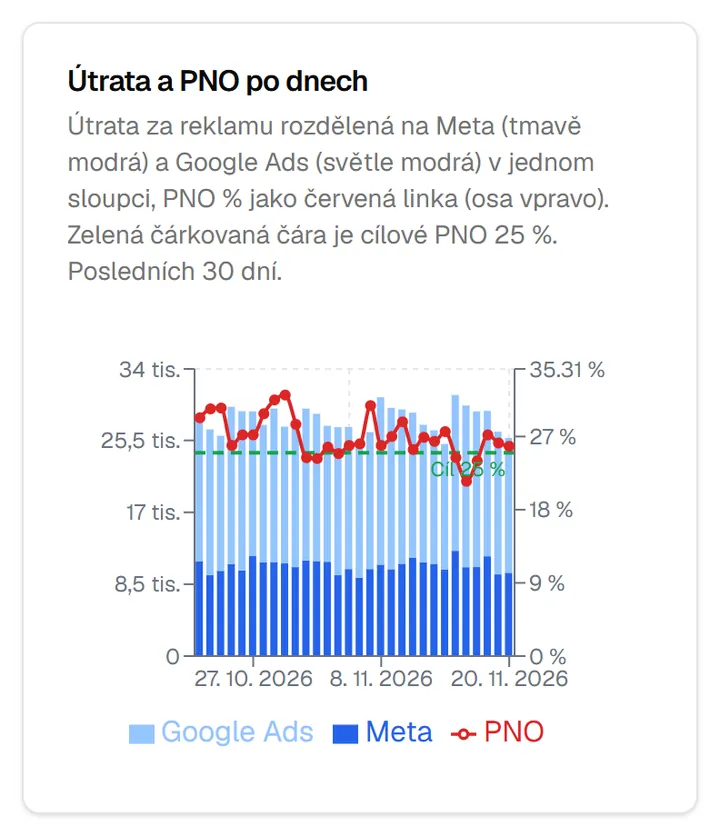 Útrata a PNO po dnech
Útrata za reklamu rozdělená na Meta (tmavě
modrá) a Google Ads (světle modrá) v jednom
sloupci, PNO % jako červená linka (osa vpravo).
Zelená čárkovaná čára je cílové PNO 25 %.
Posledních 30 dní.
34 tis.
35.31 %
25,5 tis.
27 %
Cíl 25 %
17 tis.
18 %
8,5 tis.
9 %
0
0 %
27. 10. 2026 8. 11. 2026 20. 11. 2026
Google Ads Meta PNO